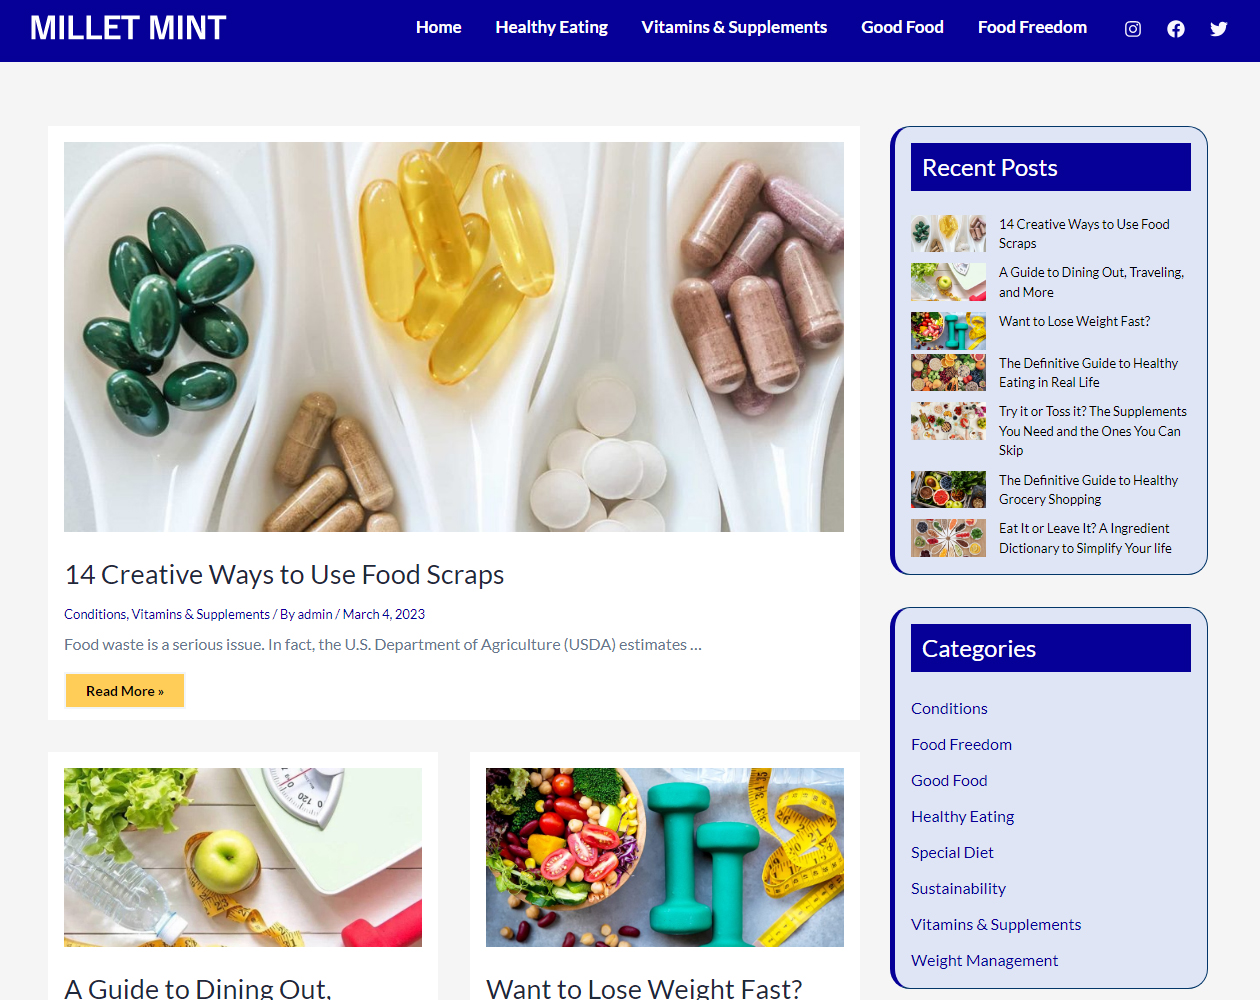 MILLET MINT
Home
Healthy Eating
Vitamins & Supplements
Good Food
Food Freedom
14 Creative Ways to Use Food Scraps
Conditions, Vitamins & Supplements / By admin / March 4, 2023
Food waste is a serious issue. In fact, the U.S. Department of Agriculture (USDA) estimates …
Read More »
A Guide to Dining Out,
Want to Lose Weight Fast?
Recent Posts
14 Creative Ways to Use Food
Scraps
A Guide to Dining Out, Traveling,
and More
Want to Lose Weight Fast?
The Definitive Guide to Healthy
Eating in Real Life
Try it or Toss it? The Supplements
You Need and the Ones You Can
Skip
The Definitive Guide to Healthy
Grocery Shopping
Eat It or Leave It? A Ingredient
Dictionary to Simplify Your life
Categories
Conditions
Food Freedom
Good Food
Healthy Eating
Special Diet
Sustainability
Vitamins & Supplements
Weight Management